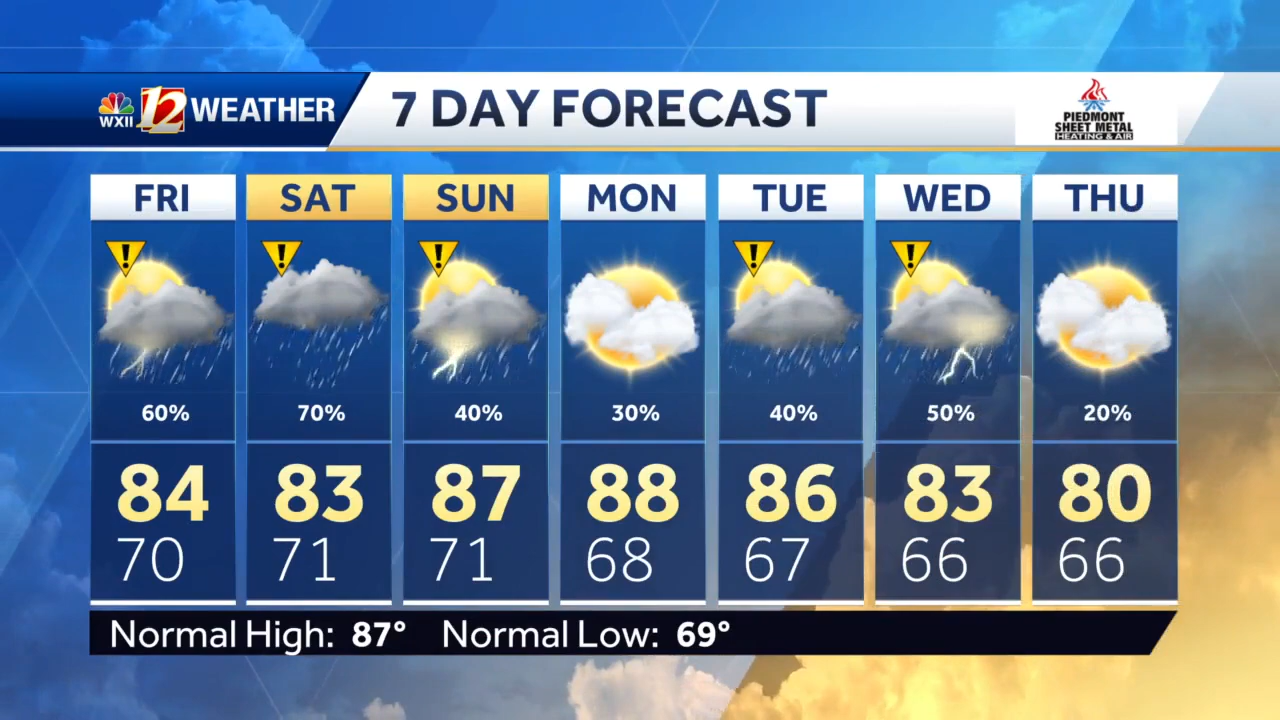 WXII 12 WEATHER
7 DAY FORECAST
PIEDMONT
SHEET METAL
HEATING & AIR
FRI SAT SUN MON TUE WED THU
! ! ! ! !
60% 70% 40% 30% 40% 50% 20%
84 83 87 88 86 83 80
70 71 71 68 67 66 66
Normal High: 87° Normal Low: 69°